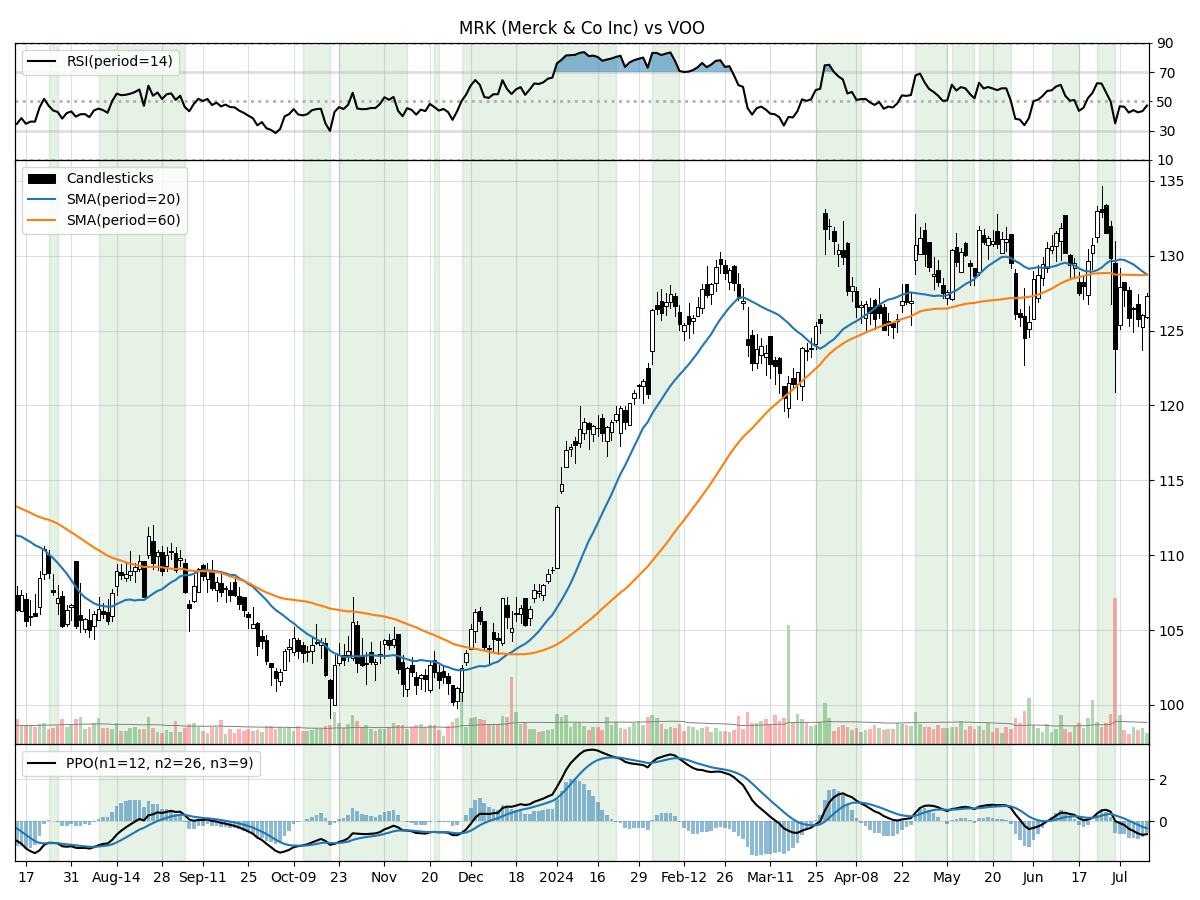 MRK (Merck & Co Inc) vs VOO
RSI(period=14)
90
70
50
30
10
Candlesticks
SMA(period=20)
SMA(period=60)
135
130
125
120
115
110
105
100
PPO(n1=12, n2=26, n3=9)
2
0
17 31 Aug-14 28 Sep-11 25 Oct-09 23 Nov 20 Dec 18 2024 16 29 Feb-12 26 Mar-11 25 Apr-08 22 May 20 Jun 17 Jul